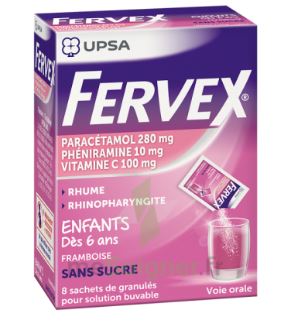 UPSA
FERVEX®
PARACÉTAMOL 280 mg
PHÉNIRAMINE 10 mg
VITAMINE C 100 mg
RHUME
RHINOPHARYNGITE
ENFANTS
Dès 6 ans
FRAMBOISE
SANS SUCRE
8 sachets de granulés
pour solution buvable
Voie orale
FERVEX